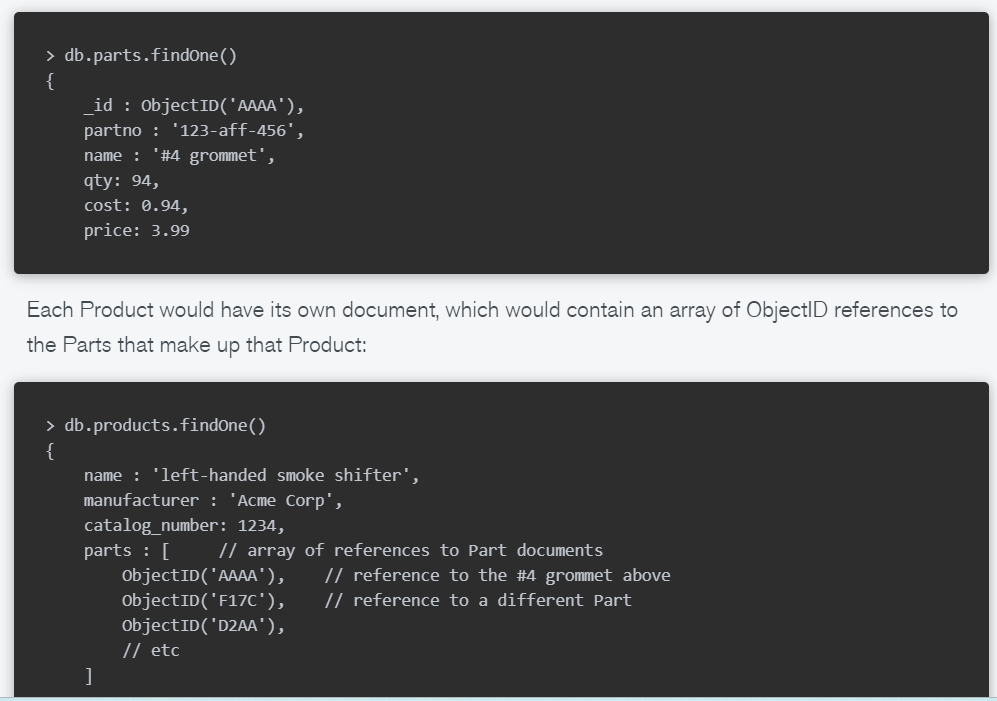 > db.parts.findOne()
{
    _id : ObjectID('AAAA'),
    partno : '123-aff-456',
    name : '#4 grommet',
    qty: 94,
    cost: 0.94,
    price: 3.99
Each Product would have its own document, which would contain an array of ObjectID references to
the Parts that make up that Product:
> db.products.findOne()
{
    name : 'left-handed smoke shifter',
    manufacturer : 'Acme Corp',
    catalog_number: 1234,
    parts : [     // array of references to Part documents
        ObjectID('AAAA'),    // reference to the #4 grommet above
        ObjectID('F17C'),    // reference to a different Part
        ObjectID('D2AA'),
        // etc
    ]